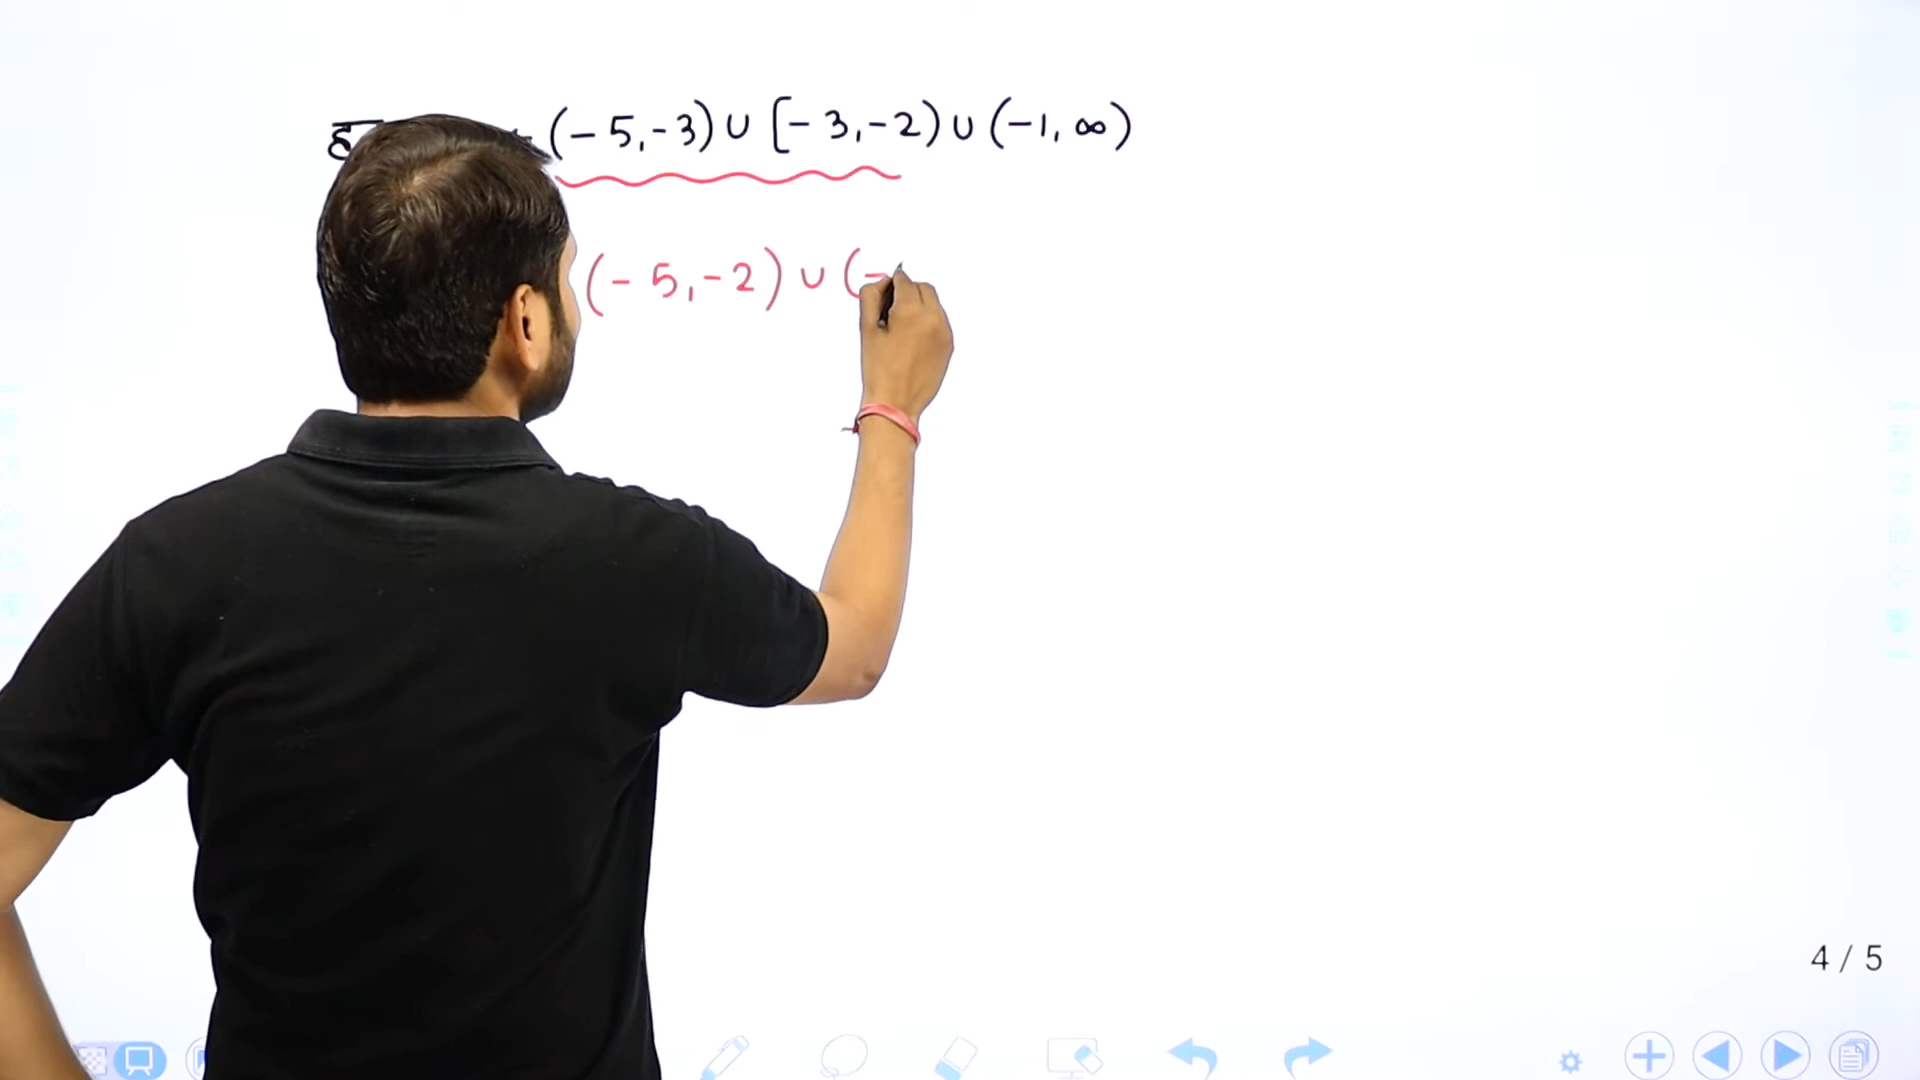 (-5,-3) ∪ [-3,-2) ∪ (-1, ∞)
(-5,-2) ∪ (-
4 / 5